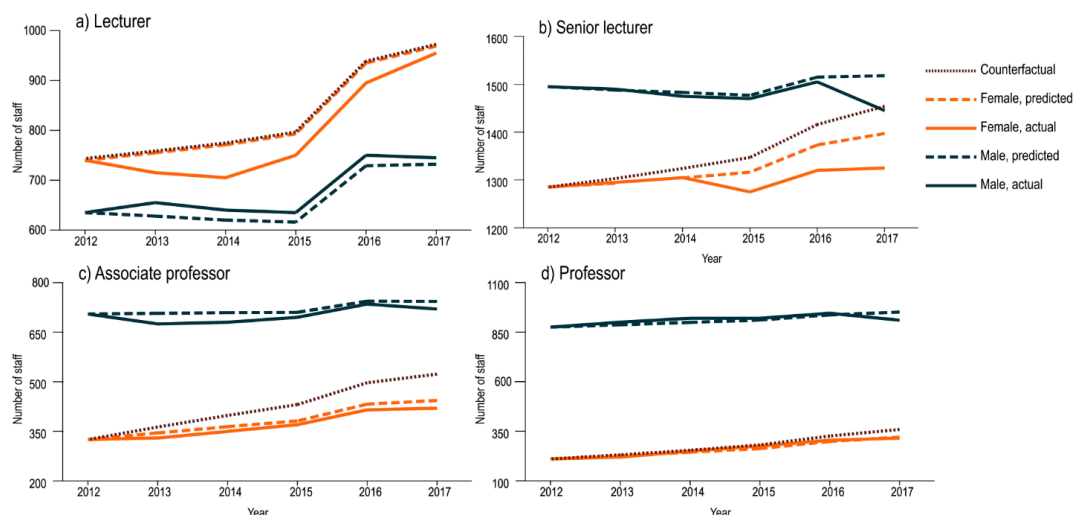 a) Lecturer
1000
900
800
700
600
Number of staff
2012 2013 2014 2015 2016 2017
b) Senior lecturer
1600
1500
1400
1300
1200
Number of staff
2012 2013 2014 2015 2016 2017
Year
Counterfactual
Female, predicted
Female, actual
Male, predicted
Male, actual
c) Associate professor
800
650
500
350
200
Number of staff
2012 2013 2014 2015 2016 2017
Year
d) Professor
1100
850
600
350
100
Number of staff
2012 2013 2014 2015 2016 2017
Year